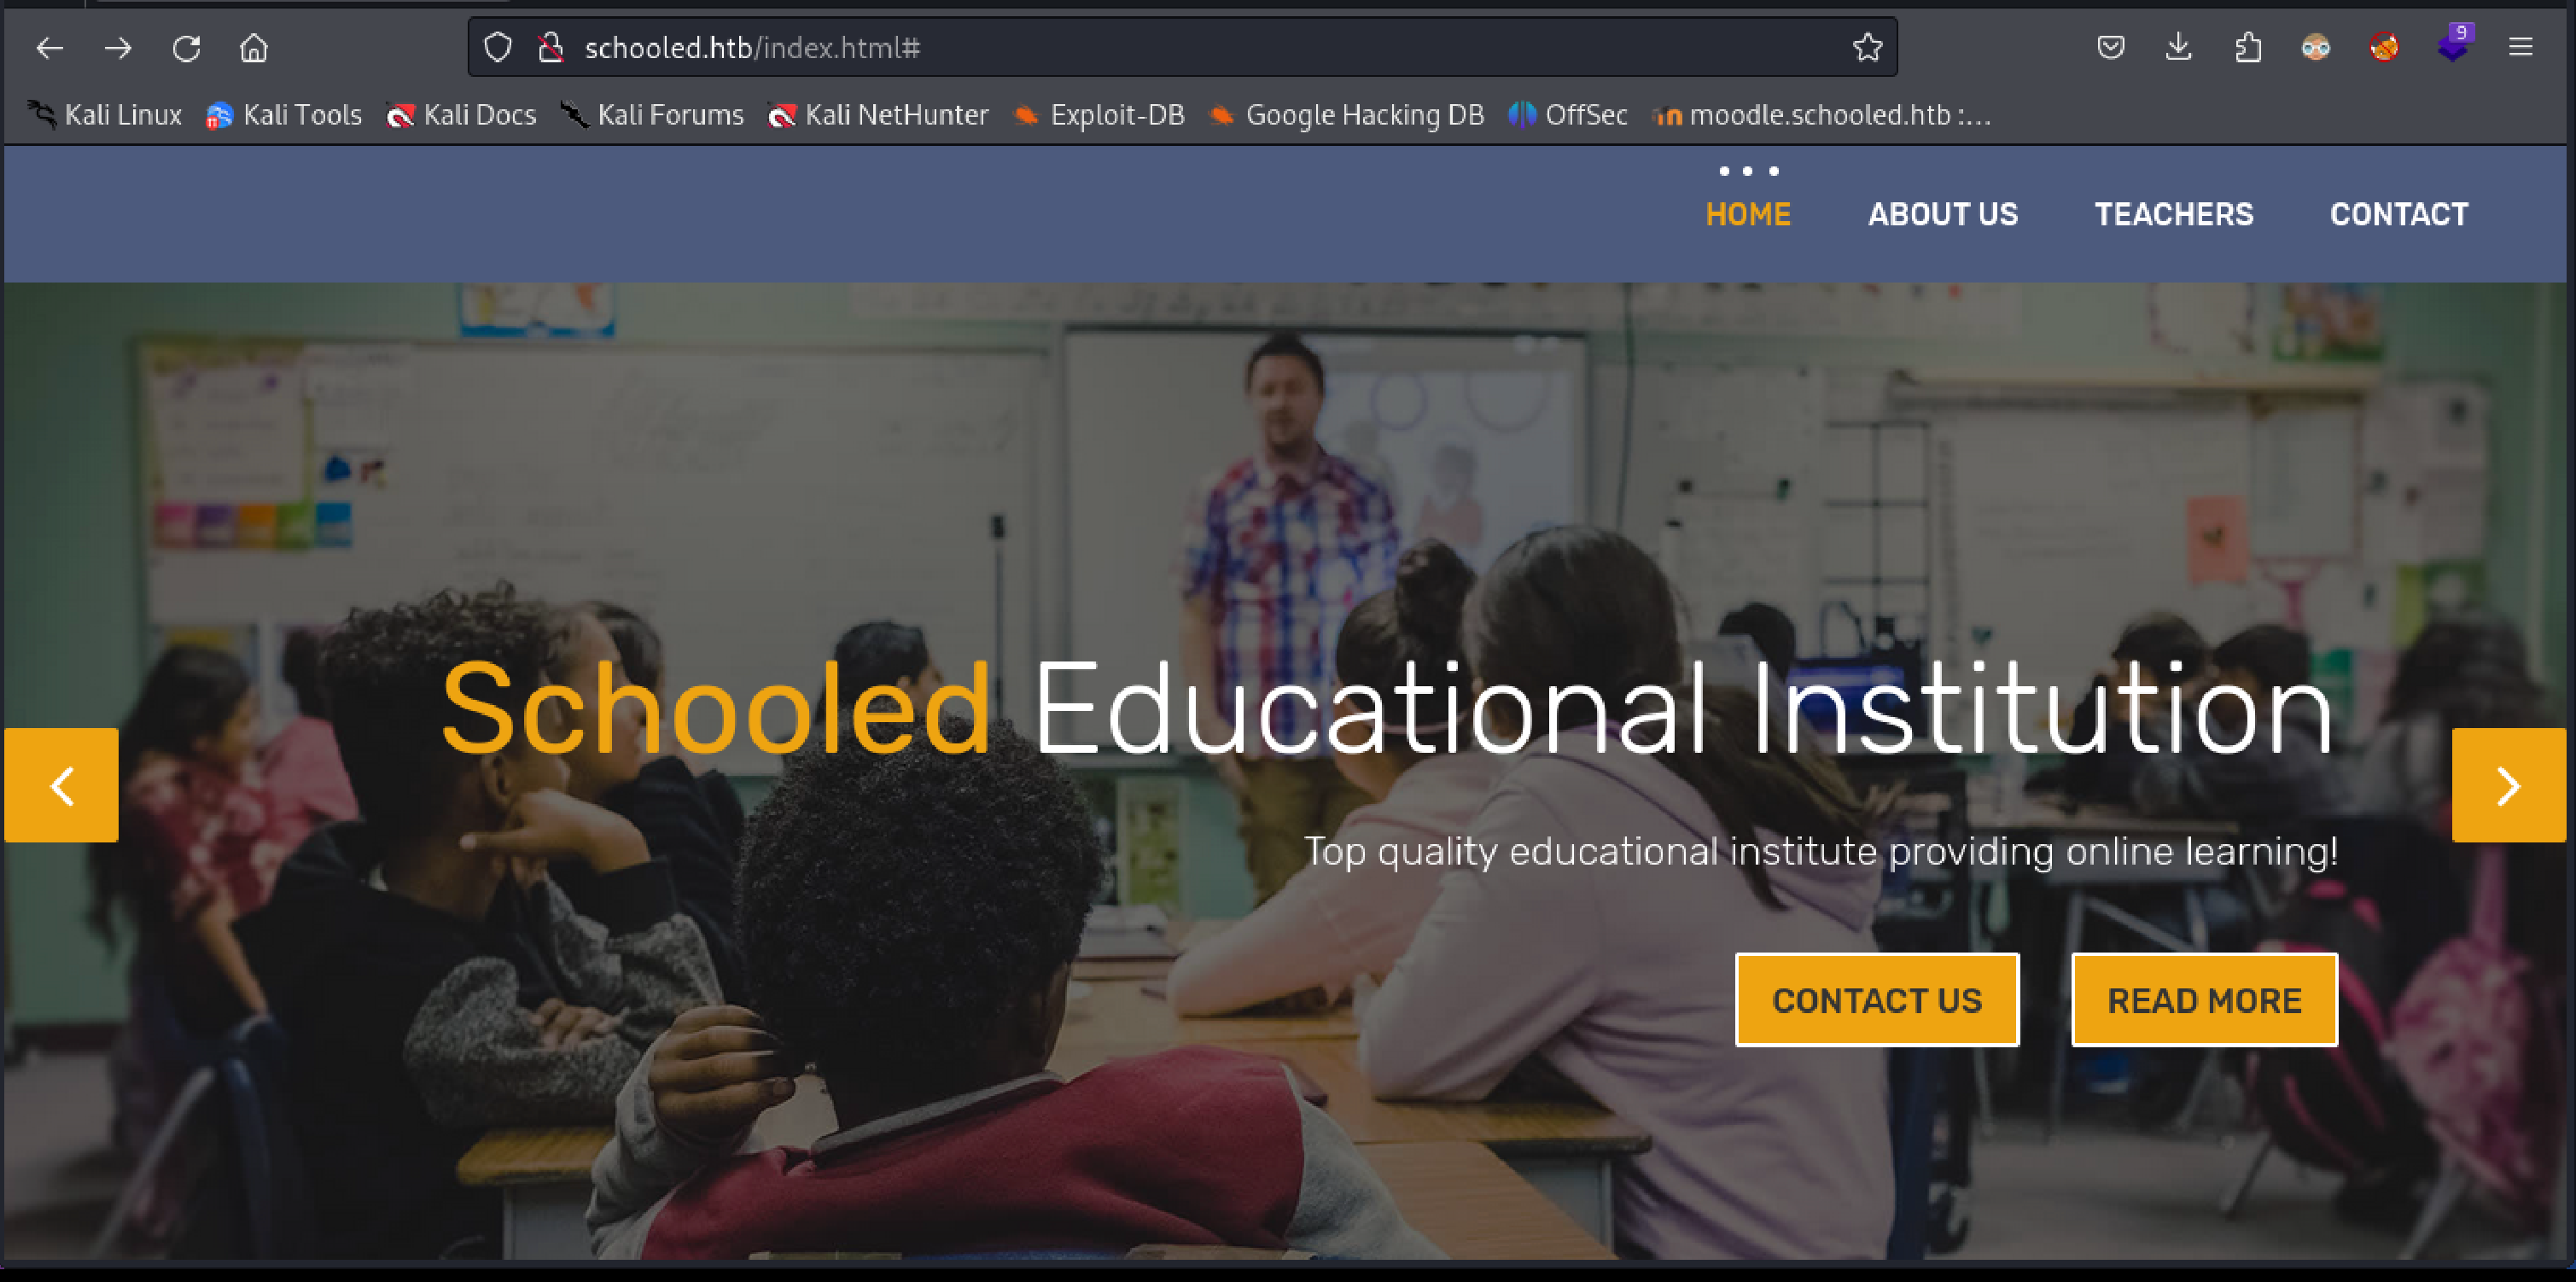 schooled.htb/index.html#
9
Kali Linux Kali Tools Kali Docs Kali Forums Kali NetHunter Exploit-DB Google Hacking DB OffSec moodle.schooled.htb :...
HOME ABOUT US TEACHERS CONTACT
Schooled Educational Institution
Top quality educational institute providing online learning!
CONTACT US READ MORE